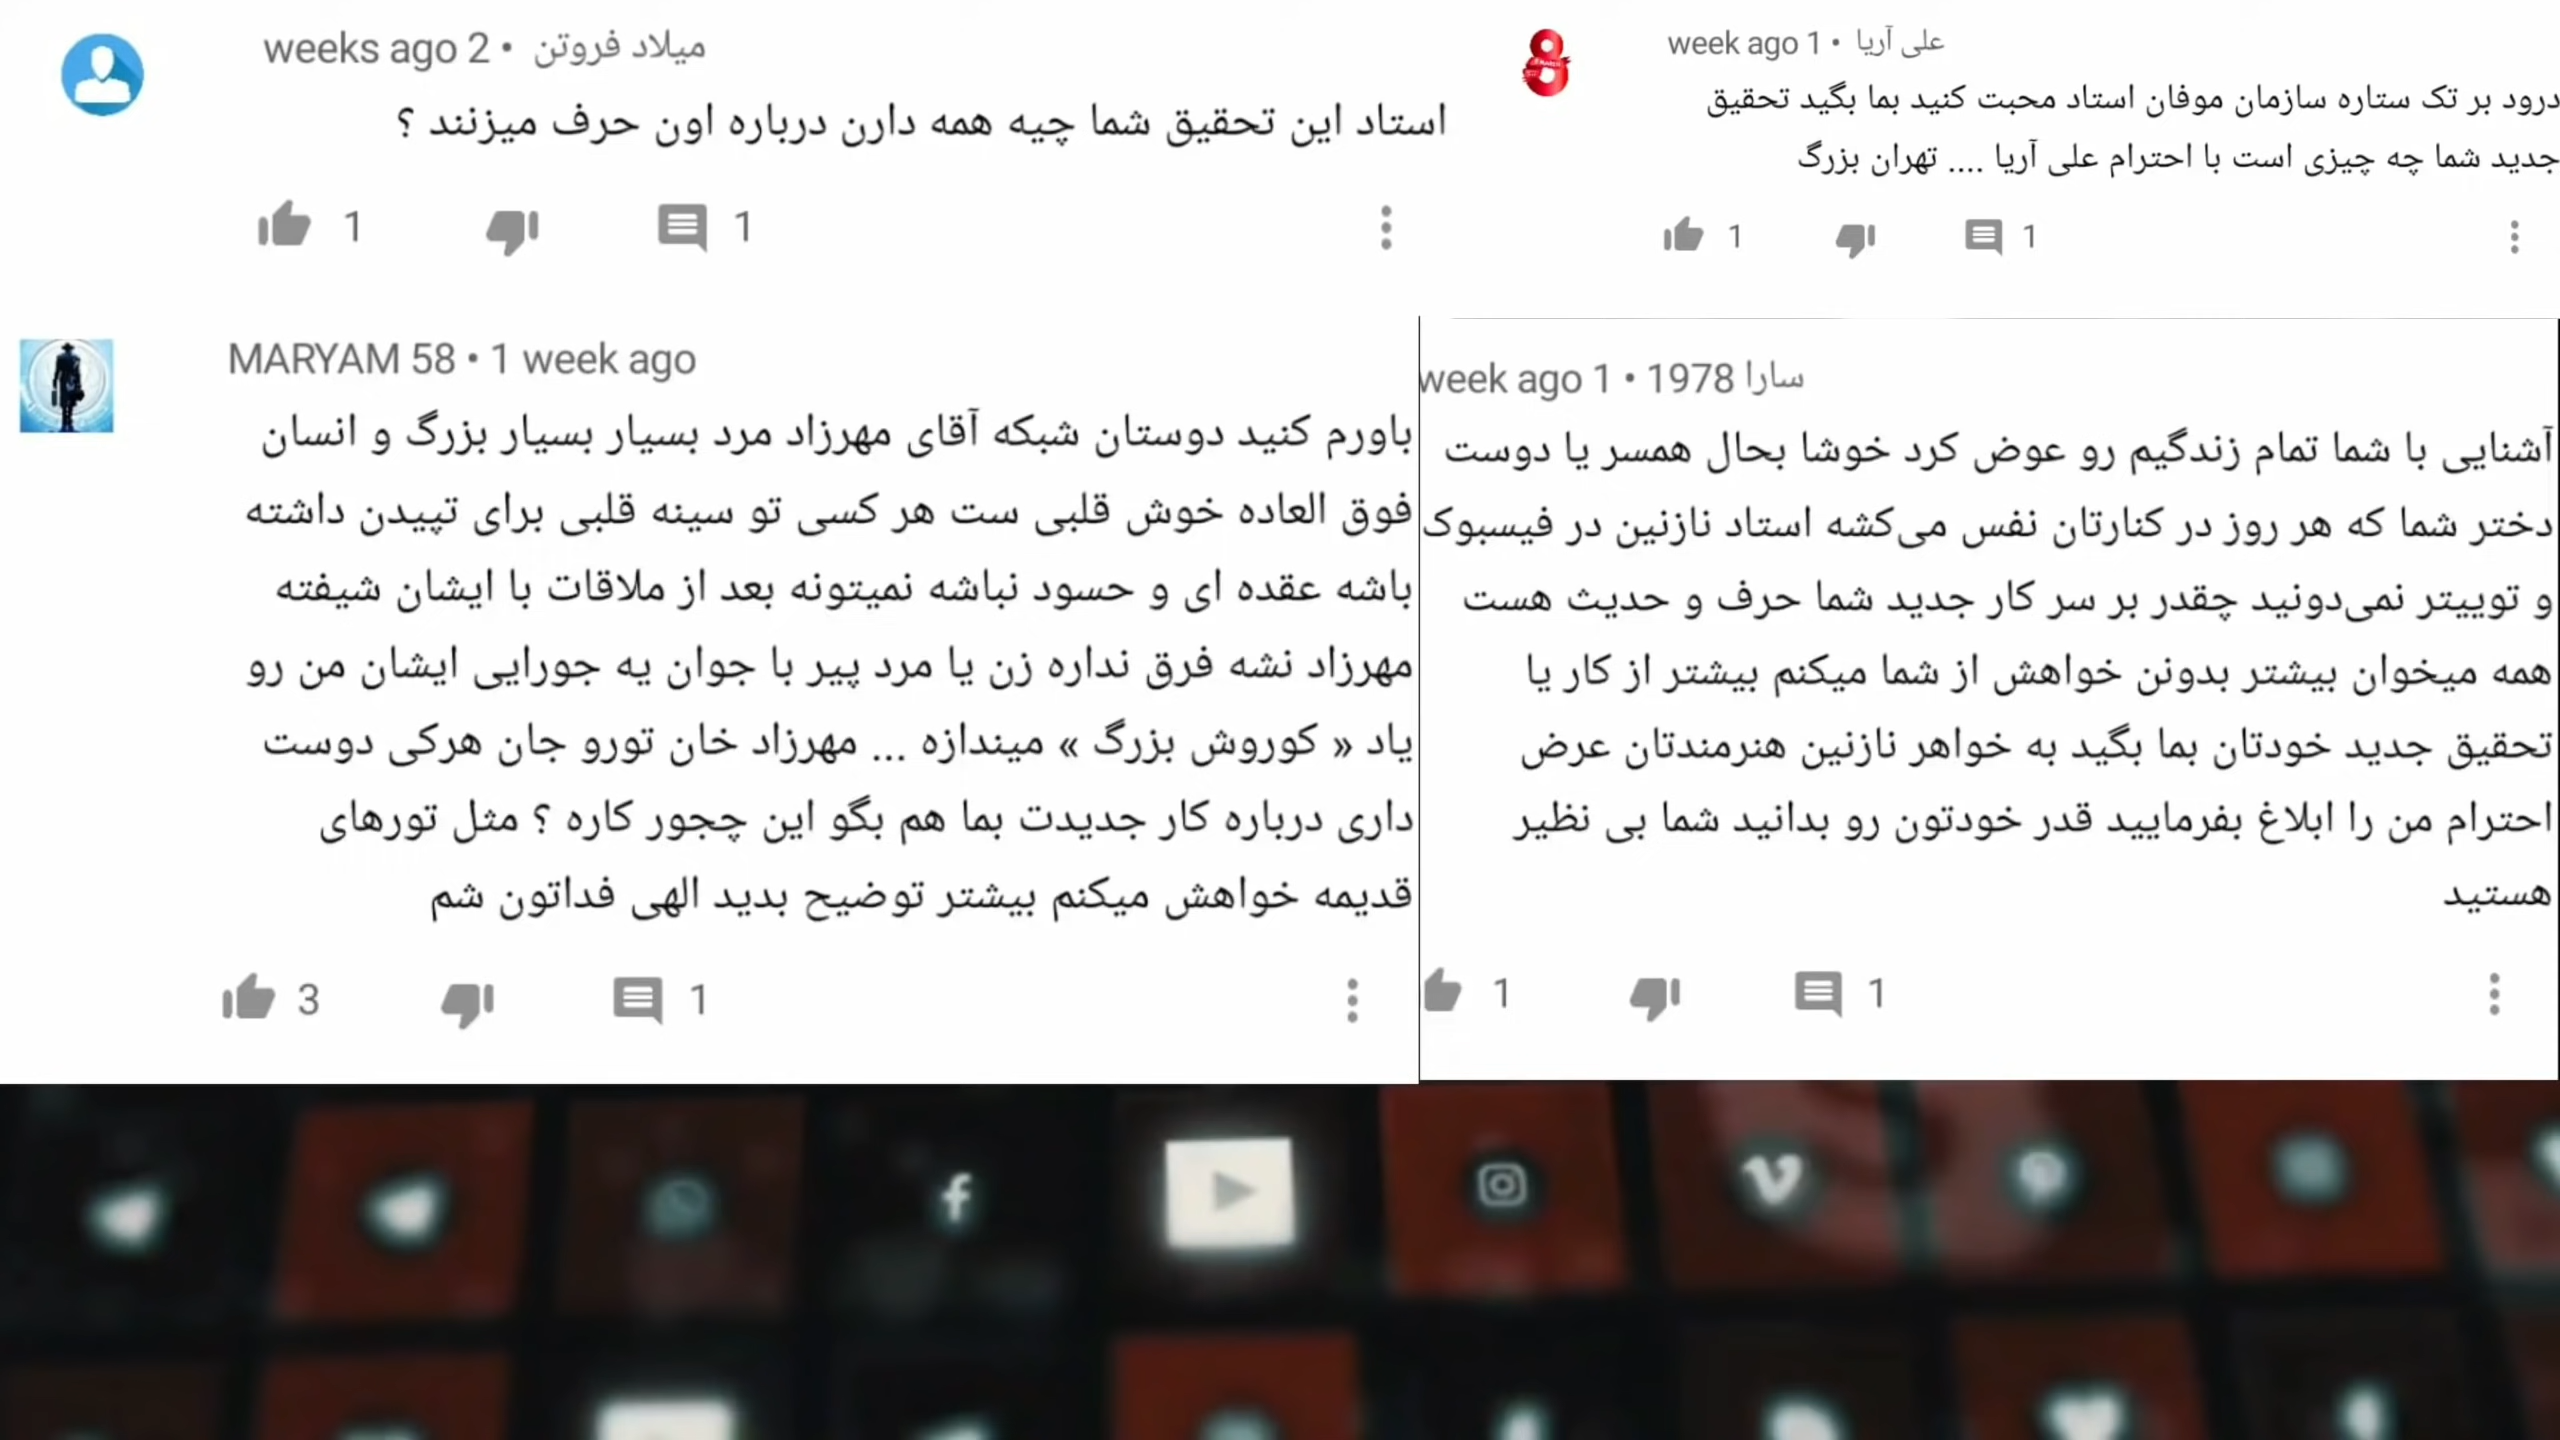 میلاد فروتن • 2 weeks ago
استاد این تحقیق شما چیه همه دارن درباره اون حرف میزنند ؟
1 1
علی آریا • 1 week ago
درود بر تک ستاره سازمان موفان استاد محبت کنید بما بگید تحقیق
جدید شما چه چیزی است با احترام علی آریا .... تهران بزرگ
1 1
MARYAM 58 • 1 week ago
باورم کنید دوستان شبکه آقای مهرزاد مرد بسیار بسیار بزرگ و انسان
فوق العاده خوش قلبی ست هر کسی تو سینه قلبی برای تپیدن داشته
باشه عقده ای و حسود نباشه نمیتونه بعد از ملاقات با ایشان شیفته
مهرزاد نشه فرق نداره زن یا مرد پیر با جوان یه جورایی ایشان من رو
یاد « کوروش بزرگ » میندازه ... مهرزاد خان تورو جان هرکی دوست
داری درباره کار جدیدت بما هم بگو این چجور کاره ؟ مثل تورهای
قدیمه خواهش میکنم بیشتر توضیح بدید الهی فداتون شم
3 1
سارا 1978 • 1 week ago
آشنایی با شما تمام زندگیم رو عوض کرد خوشا بحال همسر یا دوست
دختر شما که هر روز در کنارتان نفس می‌کشه استاد نازنین در فیسبوک
و توییتر نمی‌دونید چقدر بر سر کار جدید شما حرف و حدیث هست
همه میخوان بیشتر بدونن خواهش از شما میکنم بیشتر از کار یا
تحقیق جدید خودتان بما بگید به خواهر نازنین هنرمندتان عرض
احترام من را ابلاغ بفرمایید قدر خودتون رو بدانید شما بی نظیر
هستید
1 1